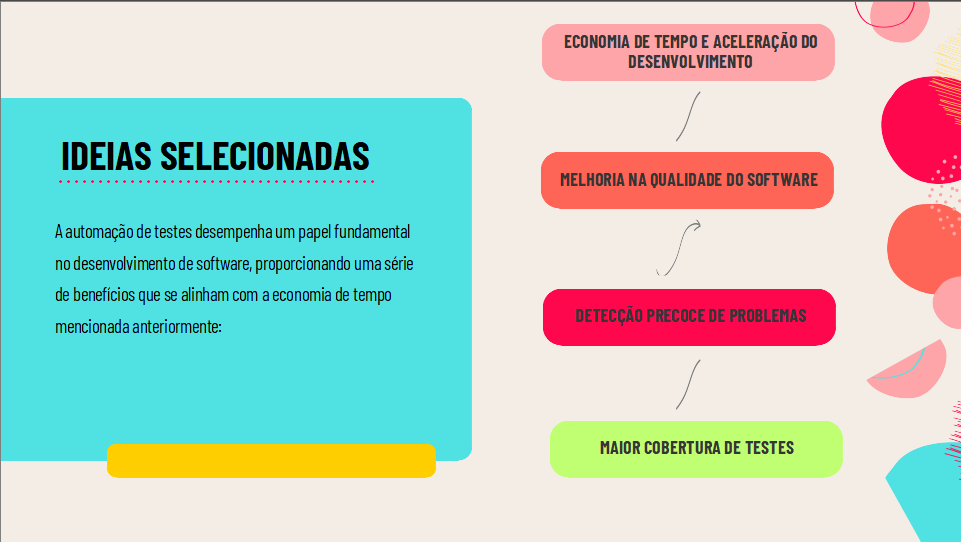 IDEIAS SELECIONADAS
A automação de testes desempenha um papel fundamental
no desenvolvimento de software, proporcionando uma série
de benefícios que se alinham com a economia de tempo
mencionada anteriormente:
ECONOMIA DE TEMPO E ACELERAÇÃO DO
DESENVOLVIMENTO
MELHORIA NA QUALIDADE DO SOFTWARE
DETECÇÃO PRECOCE DE PROBLEMAS
MAIOR COBERTURA DE TESTES